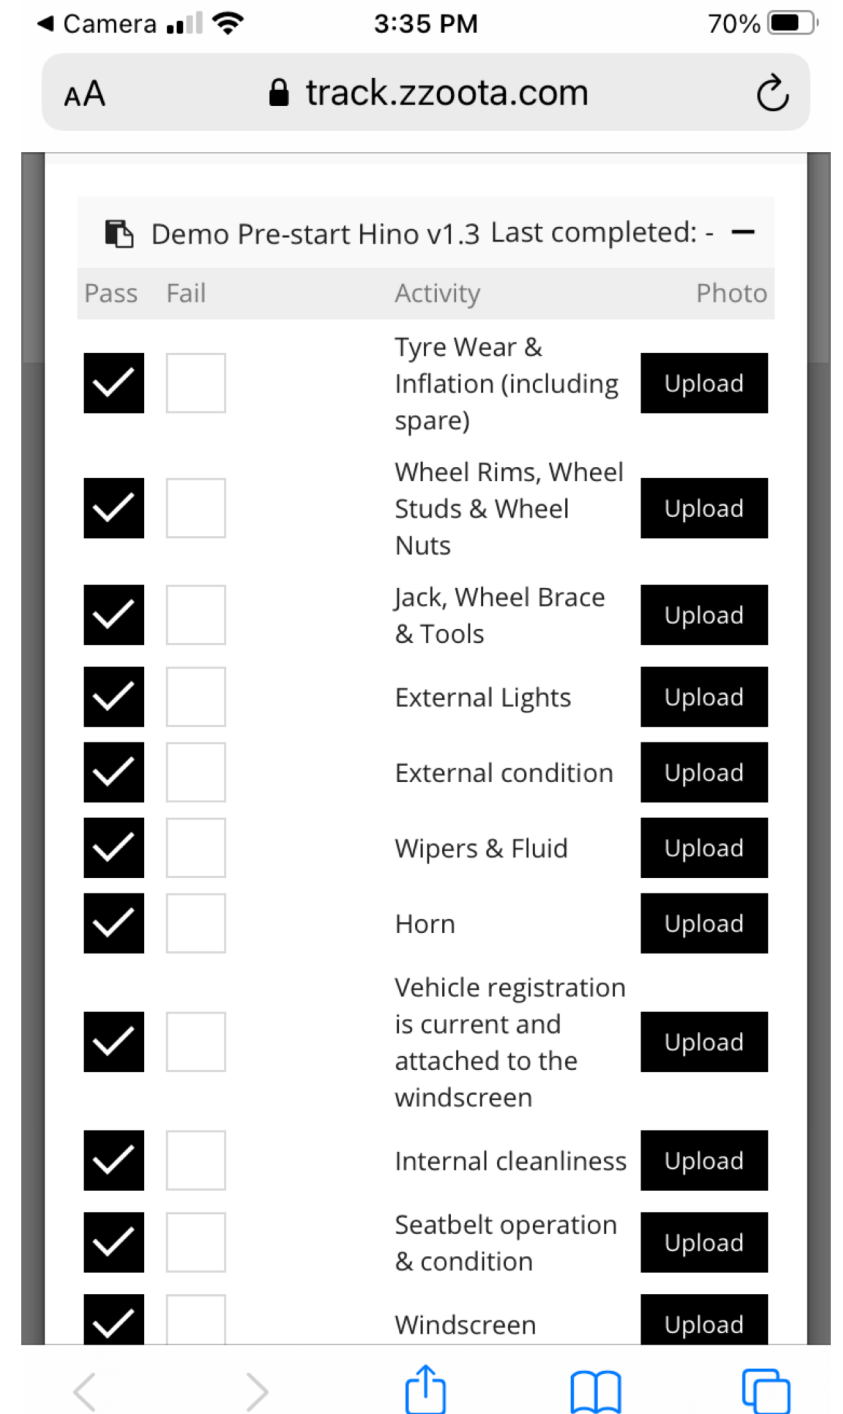 Camera 3:35 PM 70%
AA track.zzoota.com
Demo Pre-start Hino v1.3 Last completed: -
Pass Fail Activity Photo
Tyre Wear &
Inflation (including
spare)
Upload
Wheel Rims, Wheel
Studs & Wheel
Nuts
Upload
Jack, Wheel Brace
& Tools
Upload
External Lights Upload
External condition Upload
Wipers & Fluid Upload
Horn Upload
Vehicle registration
is current and
attached to the
windscreen
Upload
Internal cleanliness Upload
Seatbelt operation
& condition
Upload
Windscreen Upload